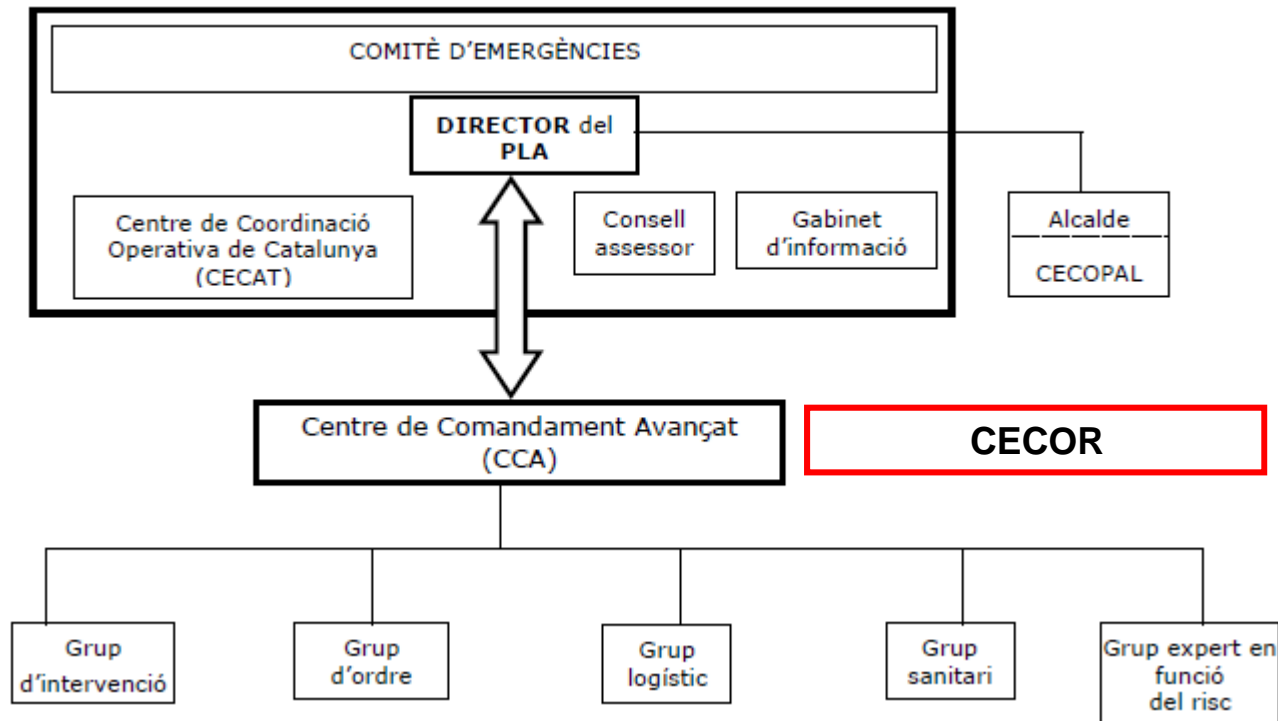 COMITÈ D'EMERGÈNCIES
DIRECTOR del
PLA
Centre de Coordinació
Operativa de Catalunya
(CECAT)
Consell
assessor
Gabinet
d'informació
Alcalde
CECOPAL
Centre de Comandament Avançat
(CCA)
CECOR
Grup
d'intervenció
Grup
d'ordre
Grup
logístic
Grup
sanitari
Grup expert en
funció
del risc